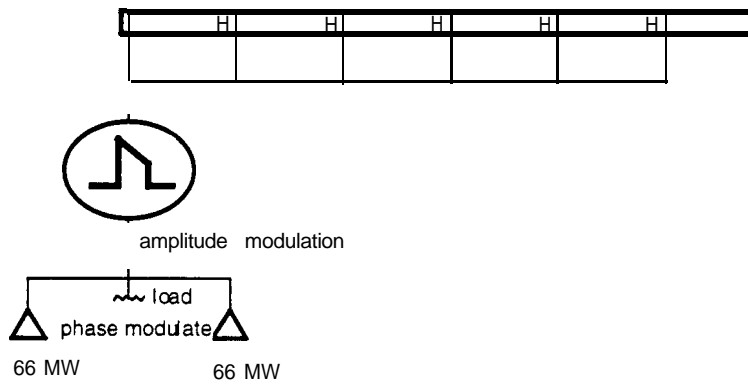 H H H H H
amplitude modulation
load
phase modulate
66 MW 66 MW